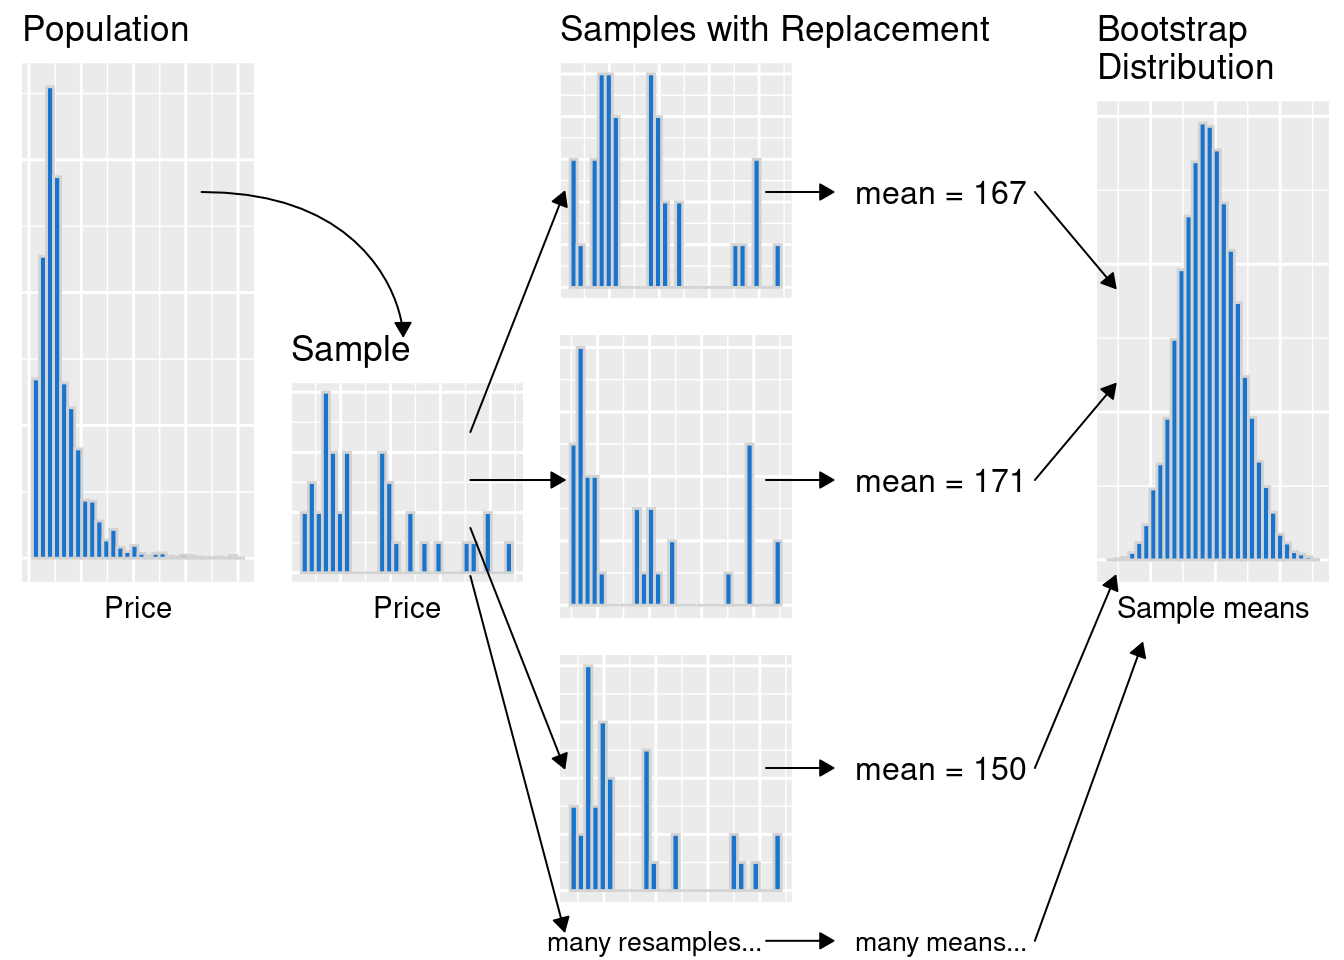 Population
Samples with Replacement
Bootstrap
Distribution
mean = 167
Sample
mean = 171
Price
Price
Sample means
mean = 150
many resamples...
many means...